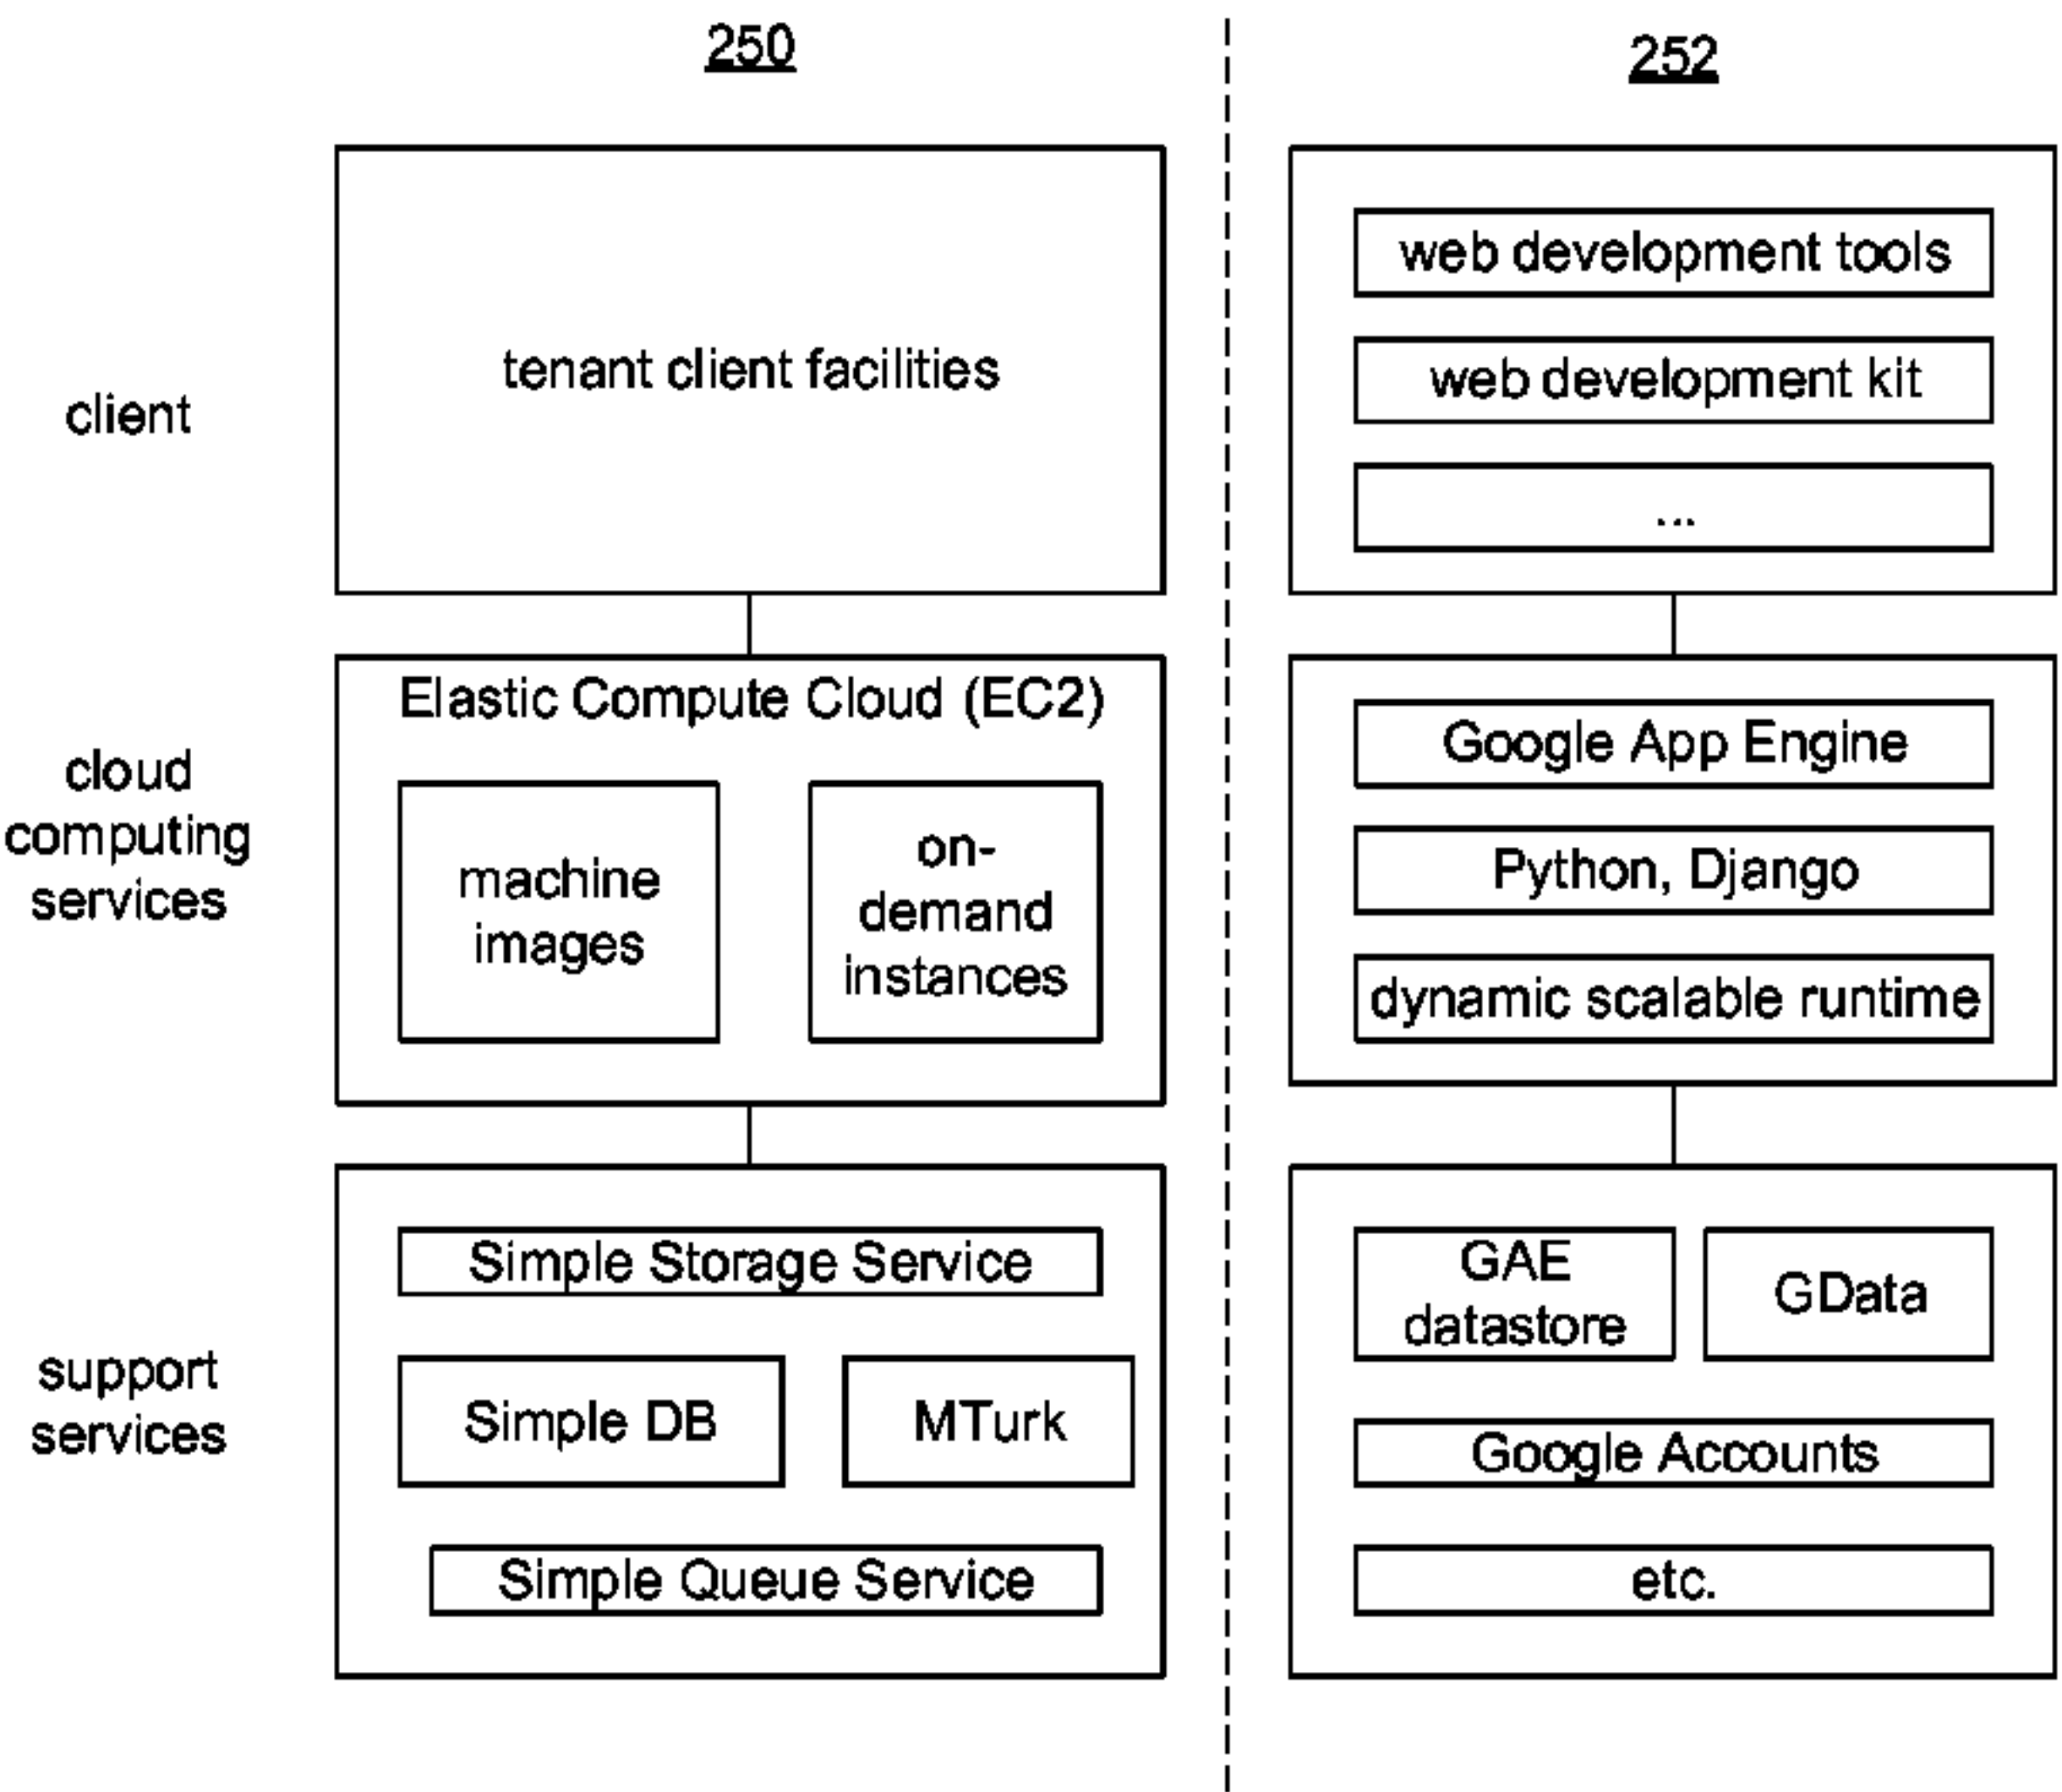 250
252
client
tenant client facilities
web development tools
web development kit
...
cloud
computing
services
Elastic Compute Cloud (EC2)
machine
images
on-
demand
instances
Google App Engine
Python, Django
dynamic scalable runtime
support
services
Simple Storage Service
Simple DB
MTurk
Simple Queue Service
GAE
datastore
GData
Google Accounts
etc.